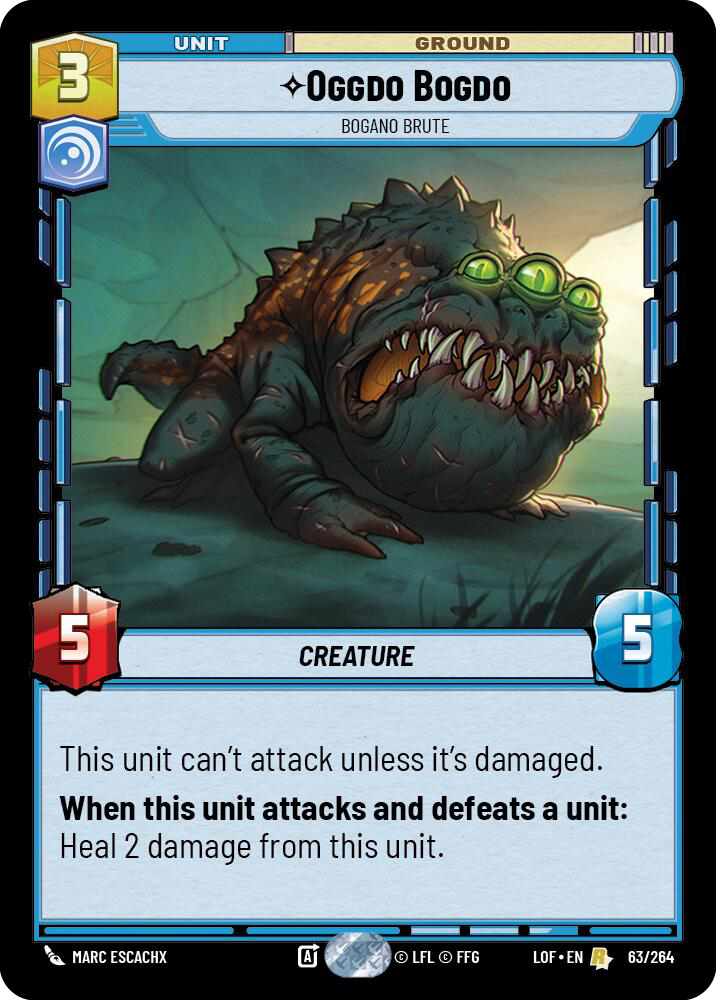 UNIT
GROUND
3
✧OGGDO BOGDO
BOGANO BRUTE
5
CREATURE
5
This unit can't attack unless it's damaged.
When this unit attacks and defeats a unit:
Heal 2 damage from this unit.
MARC ESCACHX A © LFL © FFG LOF • EN R 63/264